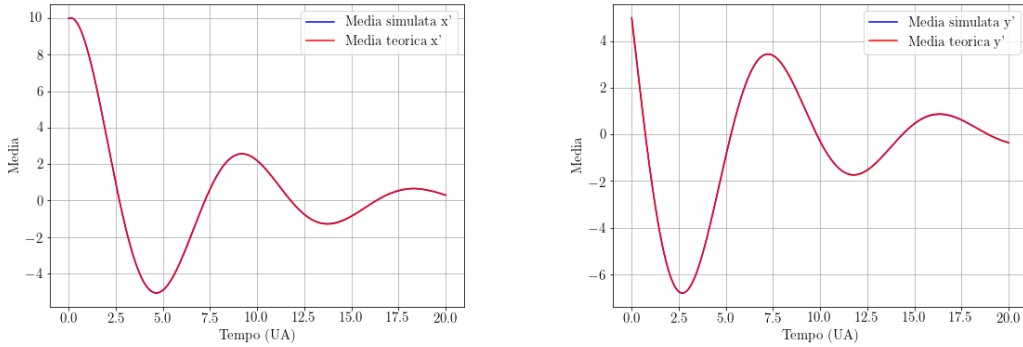 Media simulata x'
Media teorica x'
Media
10
8
6
4
2
0
−2
−4
0.0 2.5 5.0 7.5 10.0 12.5 15.0 17.5 20.0
Tempo (UA)
Media simulata y'
Media teorica y'
Media
4
2
0
−2
−4
−6
0.0 2.5 5.0 7.5 10.0 12.5 15.0 17.5 20.0
Tempo (UA)